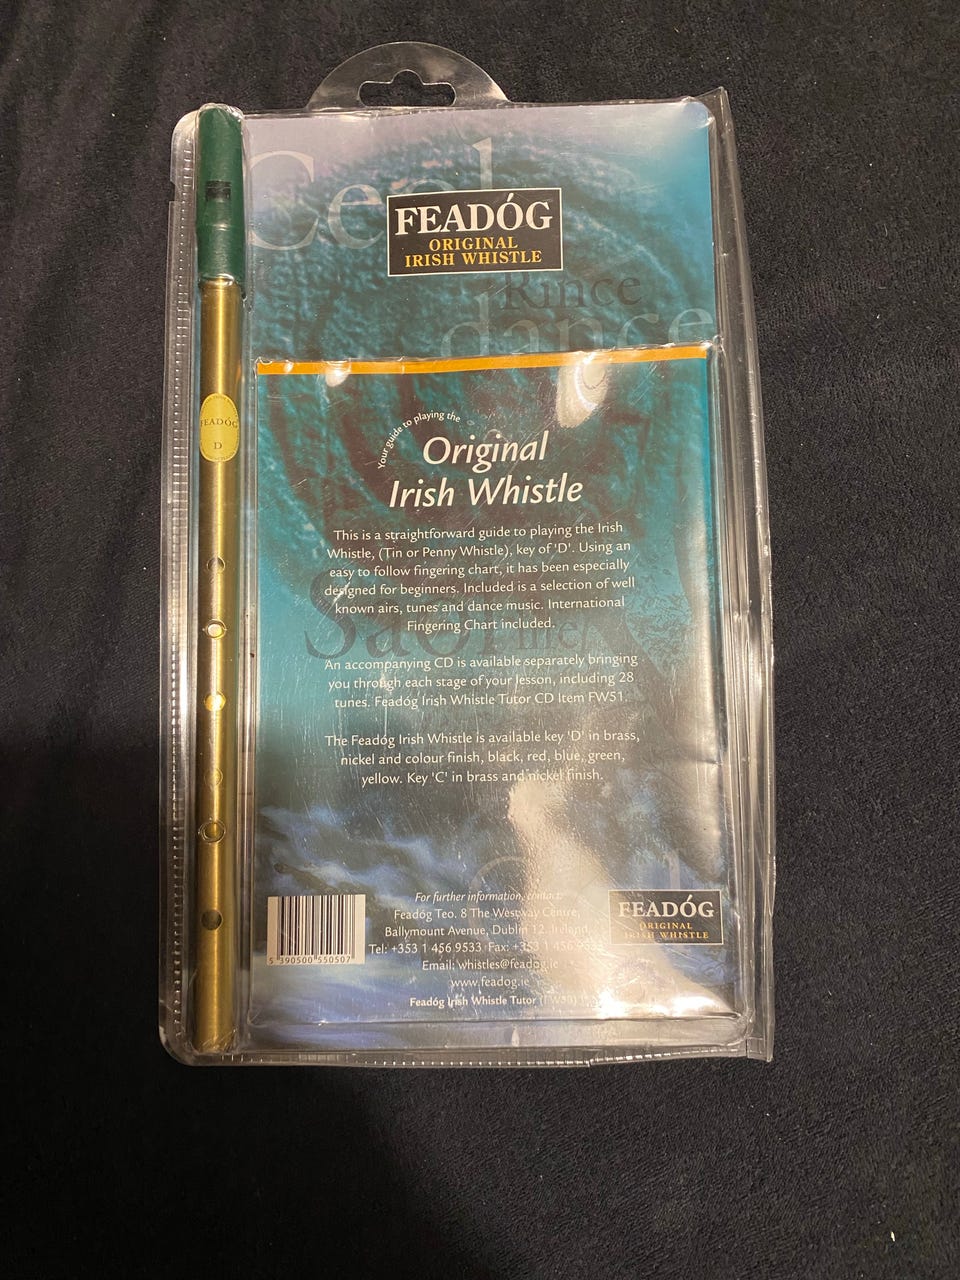 Ceol
FEADÓG
ORIGINAL
IRISH WHISTLE
Rince
dance
FEADÓG
D
Your guide to playing the
Original
Irish Whistle
This is a straightforward guide to playing the Irish
Whistle, (Tin or Penny Whistle), key of 'D'. Using an
easy to follow fingering chart, it has been especially
designed for beginners. Included is a selection of well
known airs, tunes and dance music. International
Fingering Chart included.
Saol
life
An accompanying CD is available separately bringing
you through each stage of your lesson, including 28
tunes. Feadóg Irish Whistle Tutor CD Item FW51.
The Feadóg Irish Whistle is available key 'D' in brass,
nickel and colour finish, black, red, blue, green,
yellow. Key 'C' in brass and nickel finish.
For further information, contact:
Feadóg Teo. 8 The Westway Centre,
Ballymount Avenue, Dublin 12. Ireland.
Tel: +353 1 456 9533 Fax: +353 1 456
Email: whistles@feadog.ie
www.feadog.ie
Feadóg Irish Whistle Tutor
5 390500 550507
FEADÓG
ORIGINAL
IRISH WHISTLE